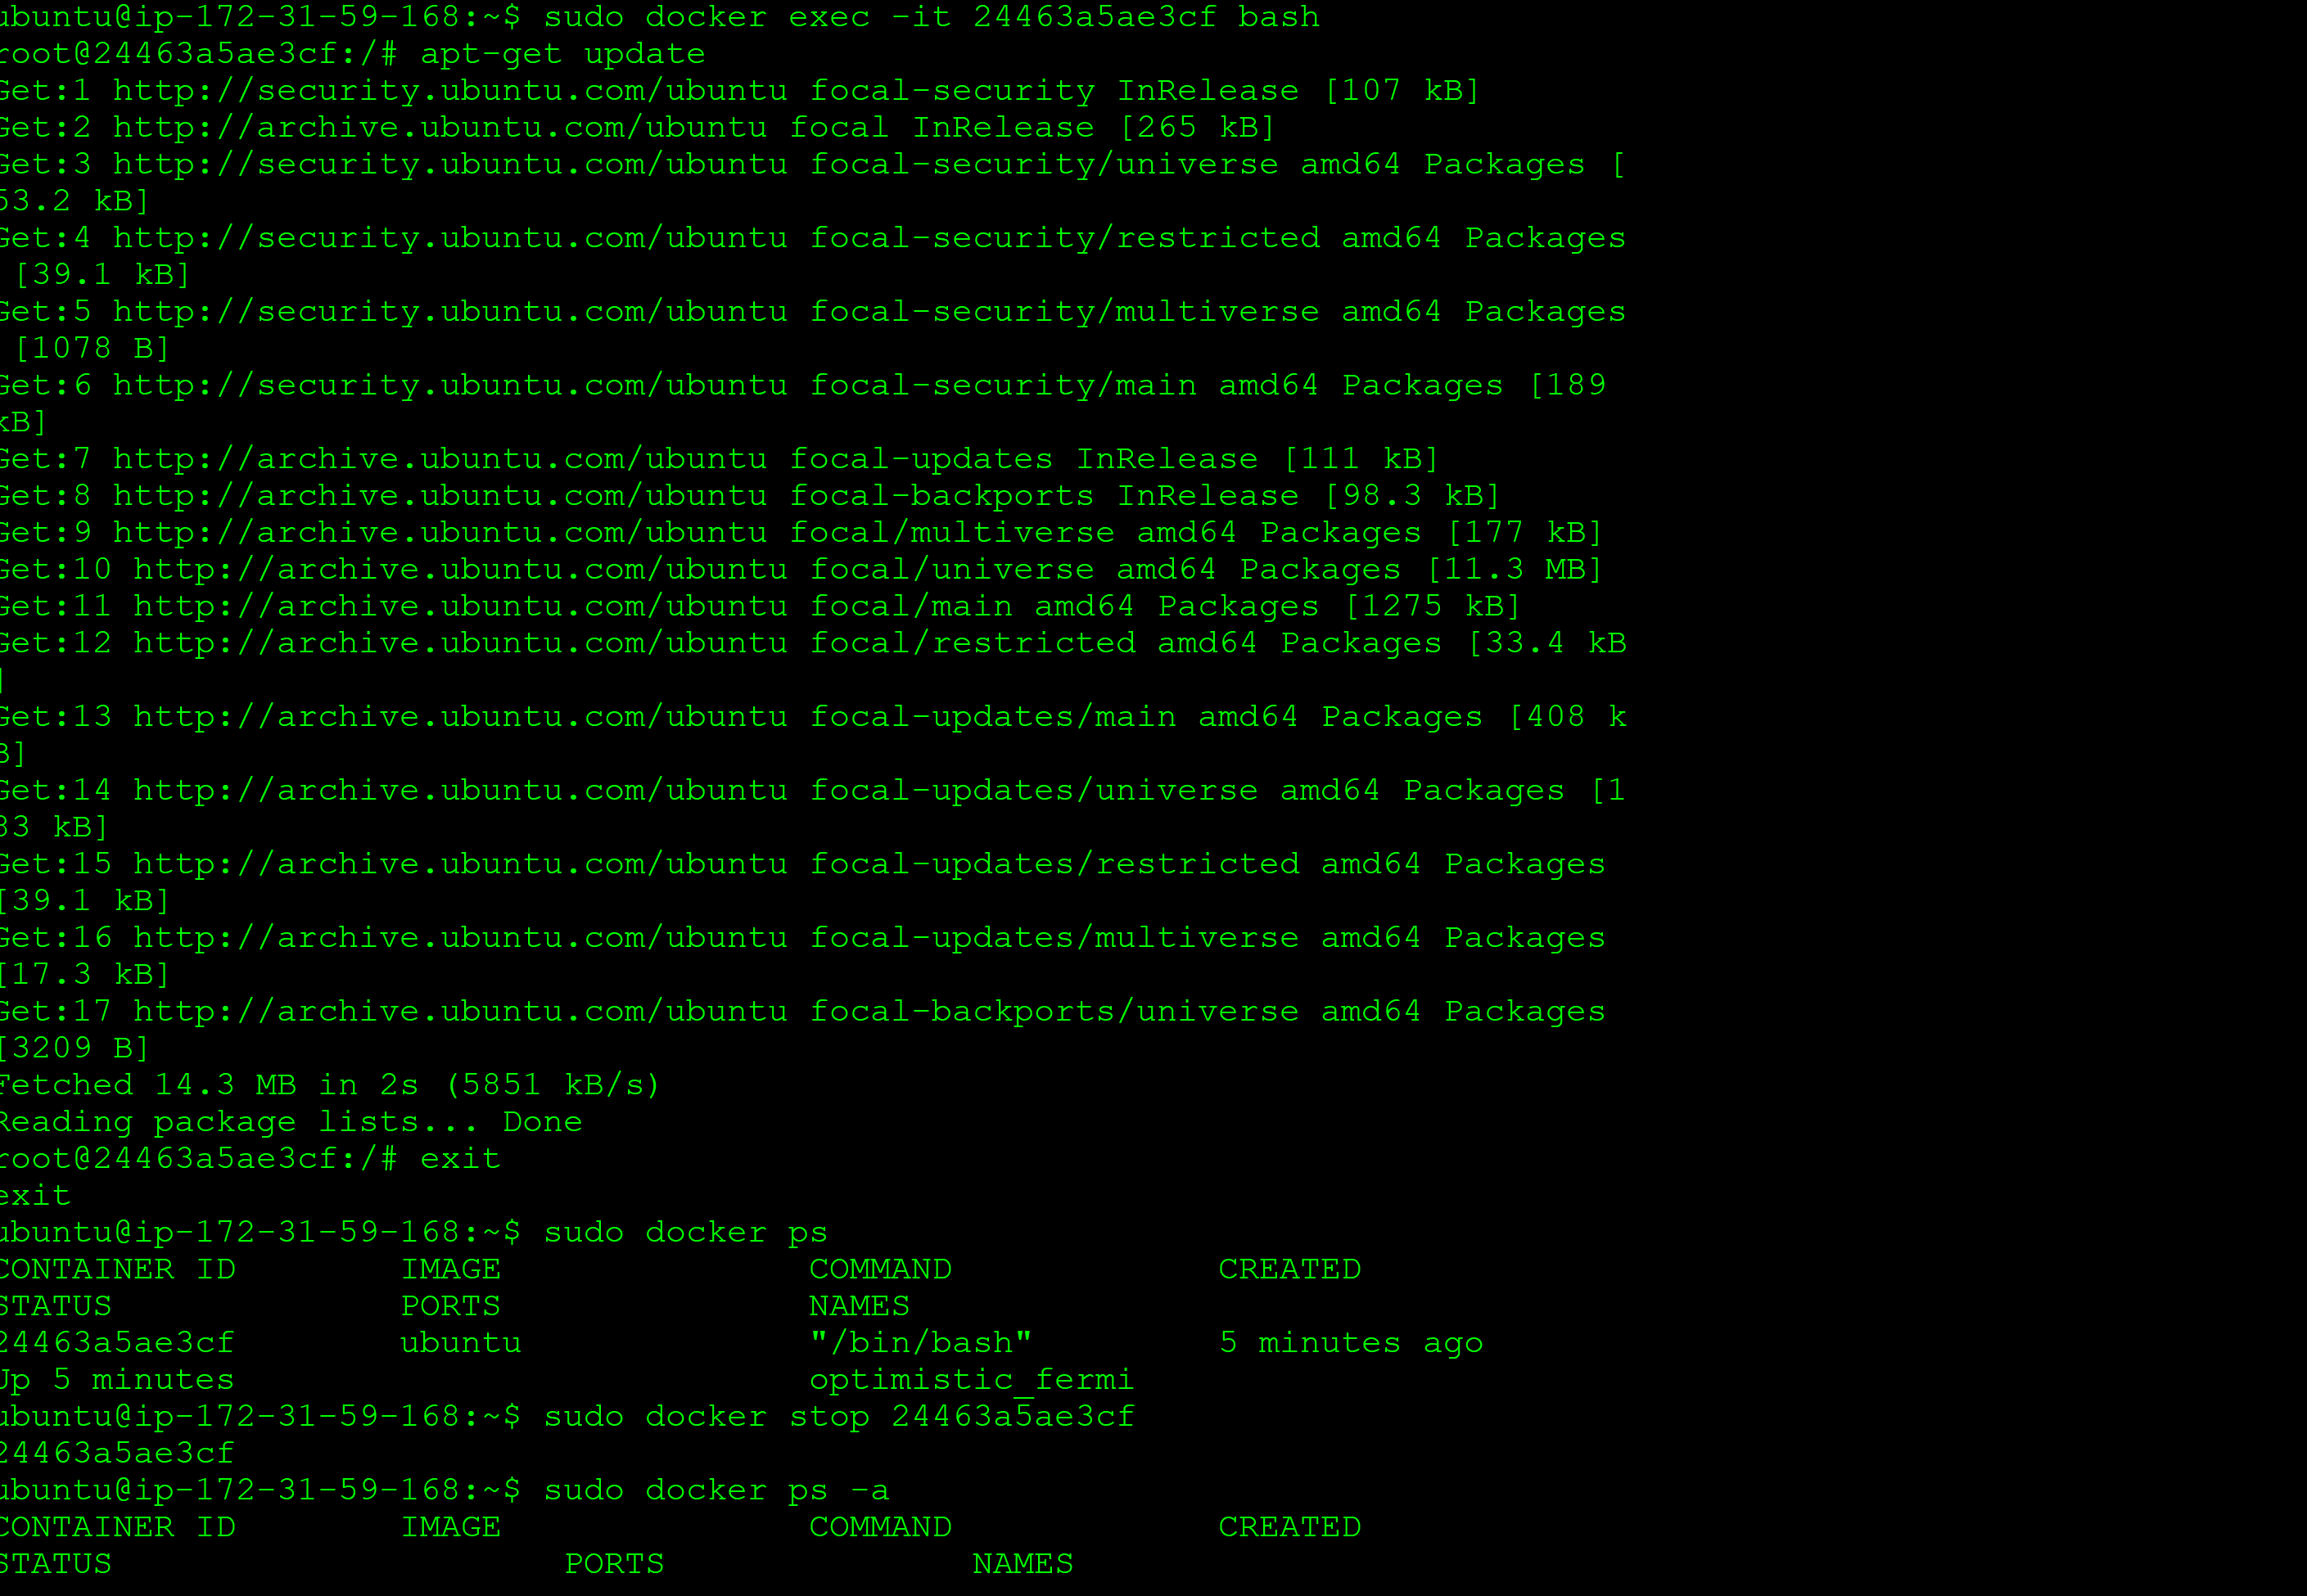 ubuntu@ip-172-31-59-168:~$ sudo docker exec -it 24463a5ae3cf bash
root@24463a5ae3cf:/# apt-get update
Get:1 http://security.ubuntu.com/ubuntu focal-security InRelease [107 kB]
Get:2 http://archive.ubuntu.com/ubuntu focal InRelease [265 kB]
Get:3 http://security.ubuntu.com/ubuntu focal-security/universe amd64 Packages [
53.2 kB]
Get:4 http://security.ubuntu.com/ubuntu focal-security/restricted amd64 Packages
 [39.1 kB]
Get:5 http://security.ubuntu.com/ubuntu focal-security/multiverse amd64 Packages
 [1078 B]
Get:6 http://security.ubuntu.com/ubuntu focal-security/main amd64 Packages [189
kB]
Get:7 http://archive.ubuntu.com/ubuntu focal-updates InRelease [111 kB]
Get:8 http://archive.ubuntu.com/ubuntu focal-backports InRelease [98.3 kB]
Get:9 http://archive.ubuntu.com/ubuntu focal/multiverse amd64 Packages [177 kB]
Get:10 http://archive.ubuntu.com/ubuntu focal/universe amd64 Packages [11.3 MB]
Get:11 http://archive.ubuntu.com/ubuntu focal/main amd64 Packages [1275 kB]
Get:12 http://archive.ubuntu.com/ubuntu focal/restricted amd64 Packages [33.4 kB
]
Get:13 http://archive.ubuntu.com/ubuntu focal-updates/main amd64 Packages [408 k
B]
Get:14 http://archive.ubuntu.com/ubuntu focal-updates/universe amd64 Packages [1
83 kB]
Get:15 http://archive.ubuntu.com/ubuntu focal-updates/restricted amd64 Packages
[39.1 kB]
Get:16 http://archive.ubuntu.com/ubuntu focal-updates/multiverse amd64 Packages
[17.3 kB]
Get:17 http://archive.ubuntu.com/ubuntu focal-backports/universe amd64 Packages
[3209 B]
Fetched 14.3 MB in 2s (5851 kB/s)
Reading package lists... Done
root@24463a5ae3cf:/# exit
exit
ubuntu@ip-172-31-59-168:~$ sudo docker ps
CONTAINER ID        IMAGE               COMMAND             CREATED
STATUS              PORTS               NAMES
24463a5ae3cf        ubuntu              "/bin/bash"         5 minutes ago
Up 5 minutes                            optimistic_fermi
ubuntu@ip-172-31-59-168:~$ sudo docker stop 24463a5ae3cf
24463a5ae3cf
ubuntu@ip-172-31-59-168:~$ sudo docker ps -a
CONTAINER ID        IMAGE               COMMAND             CREATED
STATUS                      PORTS               NAMES